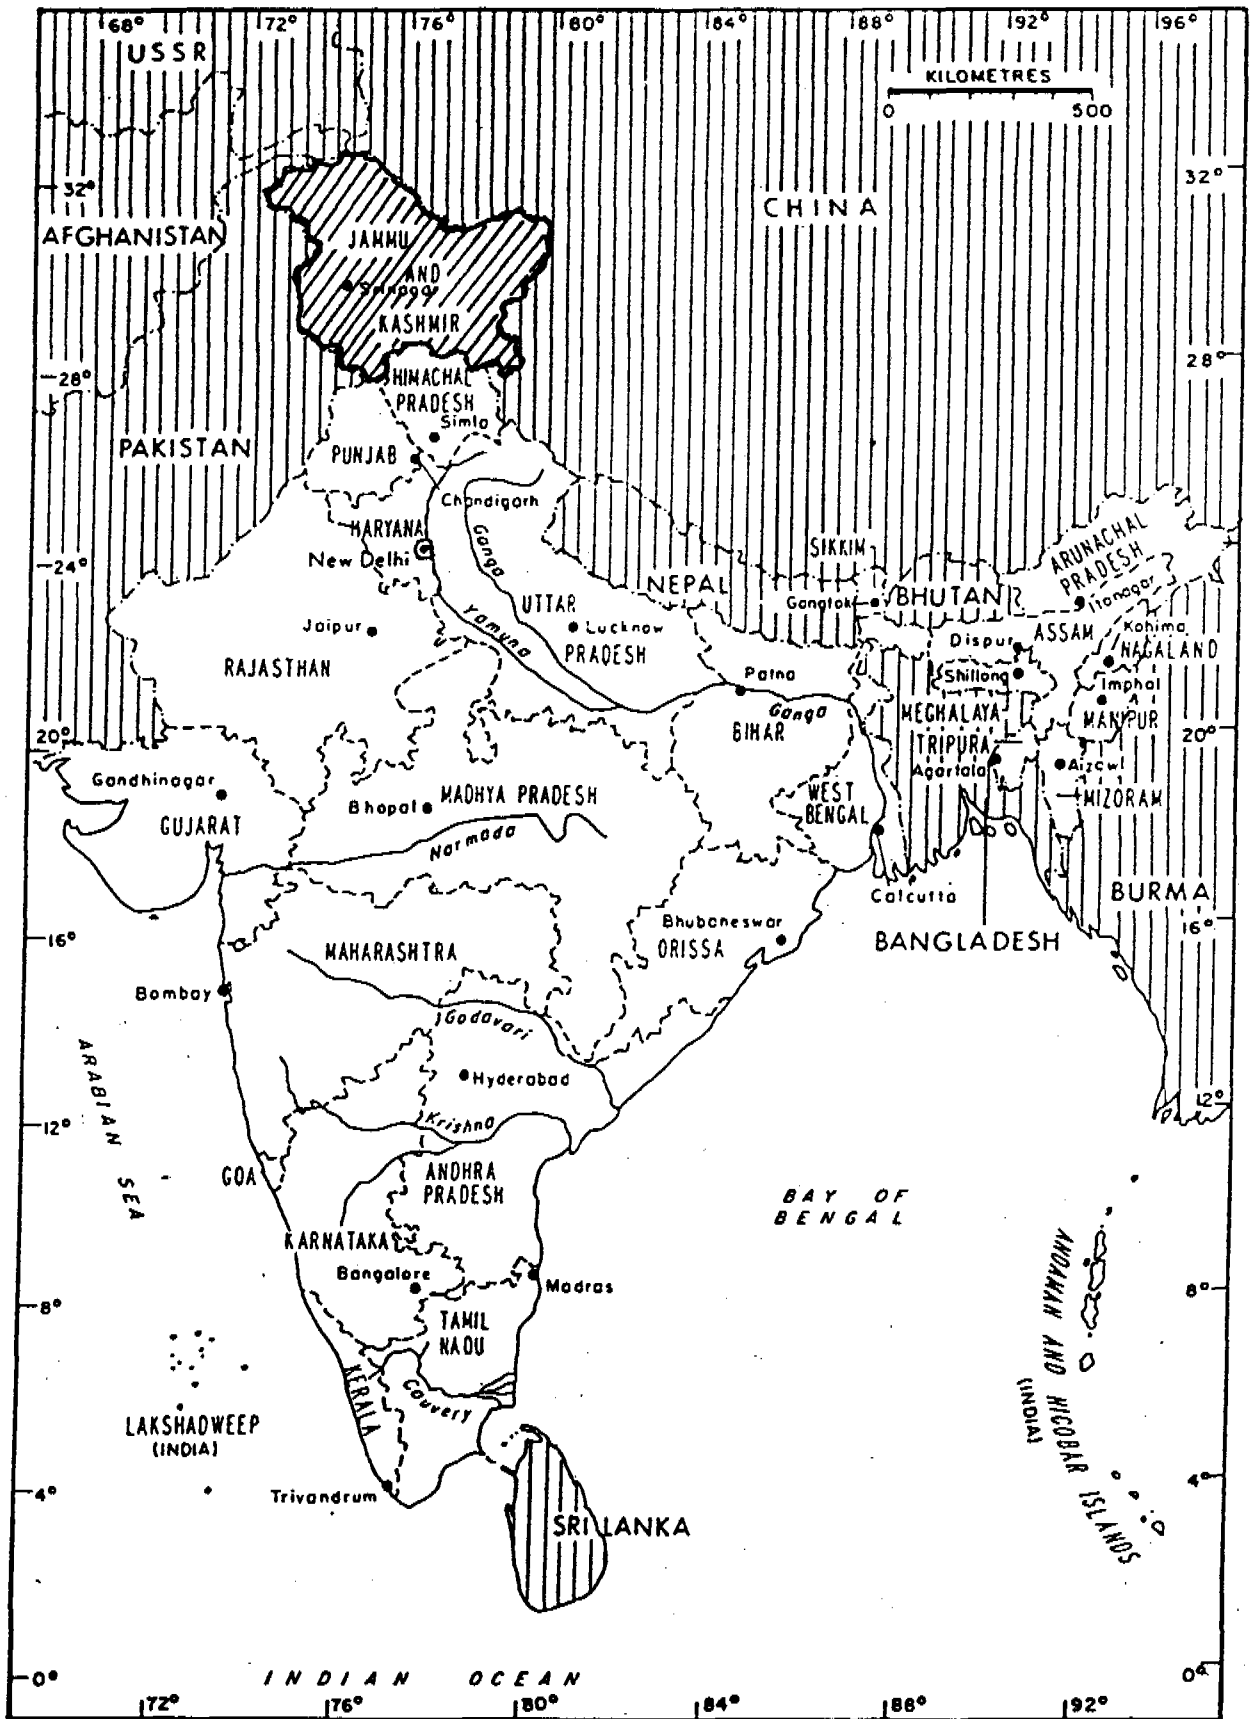 68° 72° 76° 80° 84° 88° 92° 96°
USSR
KILOMETRES
0 500
32° 32°
CHINA
AFGHANISTAN
JAMMU
AND
Srinagar
KASHMIR
28° 28°
HIMACHAL
PRADESH
Simla
PAKISTAN
PUNJAB
Chandigarh
HARYANA
New Delhi
Ganga
SIKKIM
ARUNACHAL
PRADESH
24°
NEPAL
Gangtok
BHUTAN
Itanagar
UTTAR
PRADESH
Jaipur
Lucknow
Yamuna
Dispur
ASSAM
Kohima
NAGALAND
RAJASTHAN
Patna
Shillong
Imphal
Ganga
MEGHALAYA
MANIPUR
BIHAR
20° 20°
TRIPURA
Gandhinagar
Agartala
Aizawl
Bhopal
MADHYA PRADESH
WEST
BENGAL
MIZORAM
GUJARAT
Narmada
Calcutta
BURMA
Bhubaneswar
16° 16°
MAHARASHTRA
ORISSA
BANGLADESH
Bombay
Godavari
ARABIAN SEA
Hyderabad
12° 12°
Krishna
GOA
ANDHRA
PRADESH
BAY OF
BENGAL
KARNATAKA
Bangalore
Madras
8° 8°
TAMIL
NADU
ANDAMAN AND NICOBAR ISLANDS
(INDIA)
KERALA
Cauvery
LAKSHADWEEP
(INDIA)
4° 4°
Trivandrum
SRI LANKA
0° 0°
INDIAN OCEAN
72° 76° 80° 84° 88° 92°